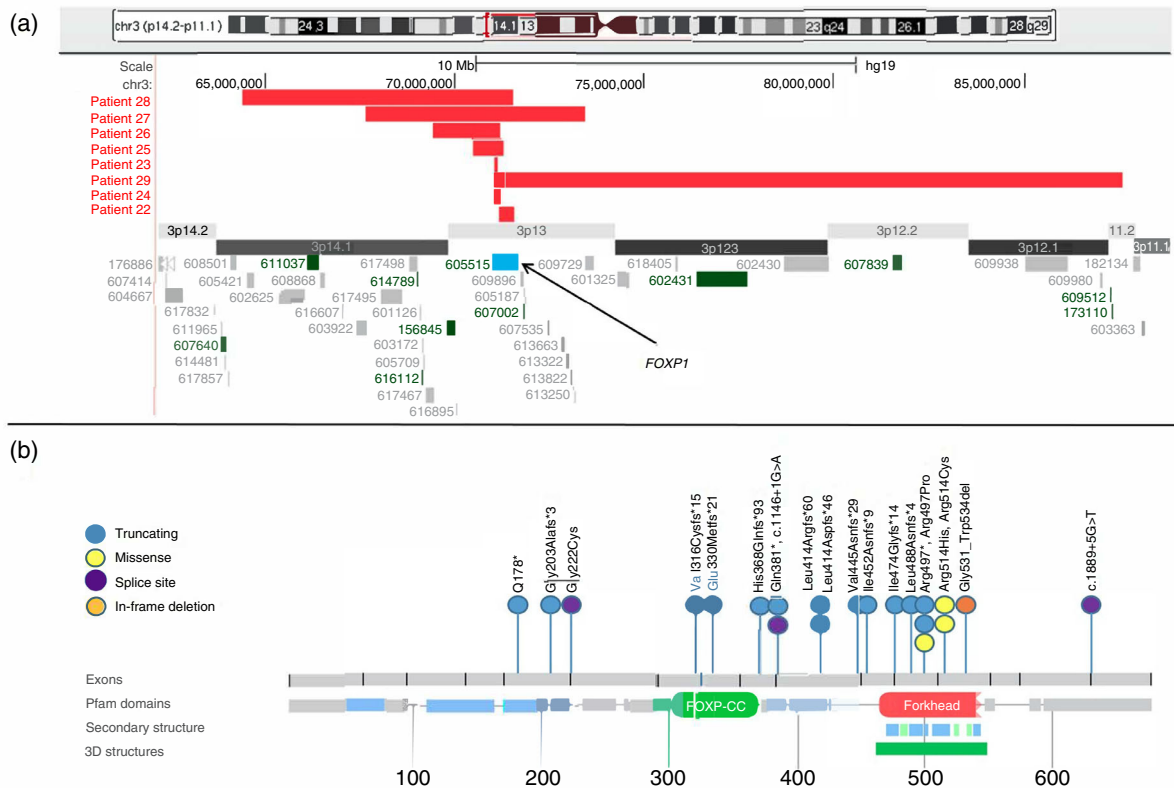 (a)
chr3 (p14.2-p11.1) 24.3 14.1 13 23 q24 26.1 28 q29
Scale 10 Mb hg19
chr3: 65,000,000 70,000,000 75,000,000 80,000,000 85,000,000
Patient 28
Patient 27
Patient 26
Patient 25
Patient 23
Patient 29
Patient 24
Patient 22
3p14.2 3p13 3p12.2 11.2
3p14.1 3p123 3p12.1 3p11.1
176886 608501 611037 617498 605515 609729 618405 602430 607839 609938 182134
607414 605421 608868 614789 609896 601325 602431 609980
604667 602625 617495 605187 609512
617832 616607 601126 607002 173110
611965 603922 156845 607535 603363
607640 603172 613663
614481 605709 613322
617857 616112 613822
617467 613250
616895
FOXP1
(b)
Truncating
Missense
Splice site
In-frame deletion
Q178*
Gly203Alafs*3
Gly222Cys
Val316Cysfs*15
Glu330Metfs*21
His368Glnfs*93
Gln381*, c.1146+1G>A
Leu414Argfs*60
Leu414Aspfs*46
Val445Asnfs*29
Ile452Asnfs*9
Ile474Glyfs*14
Leu488Asnfs*4
Arg497*, Arg497Pro
Arg514His, Arg514Cys
Gly531_Trp534del
c.1889+5G>T
Exons
Pfam domains FOXP-CC Forkhead
Secondary structure
3D structures
100 200 300 400 500 600